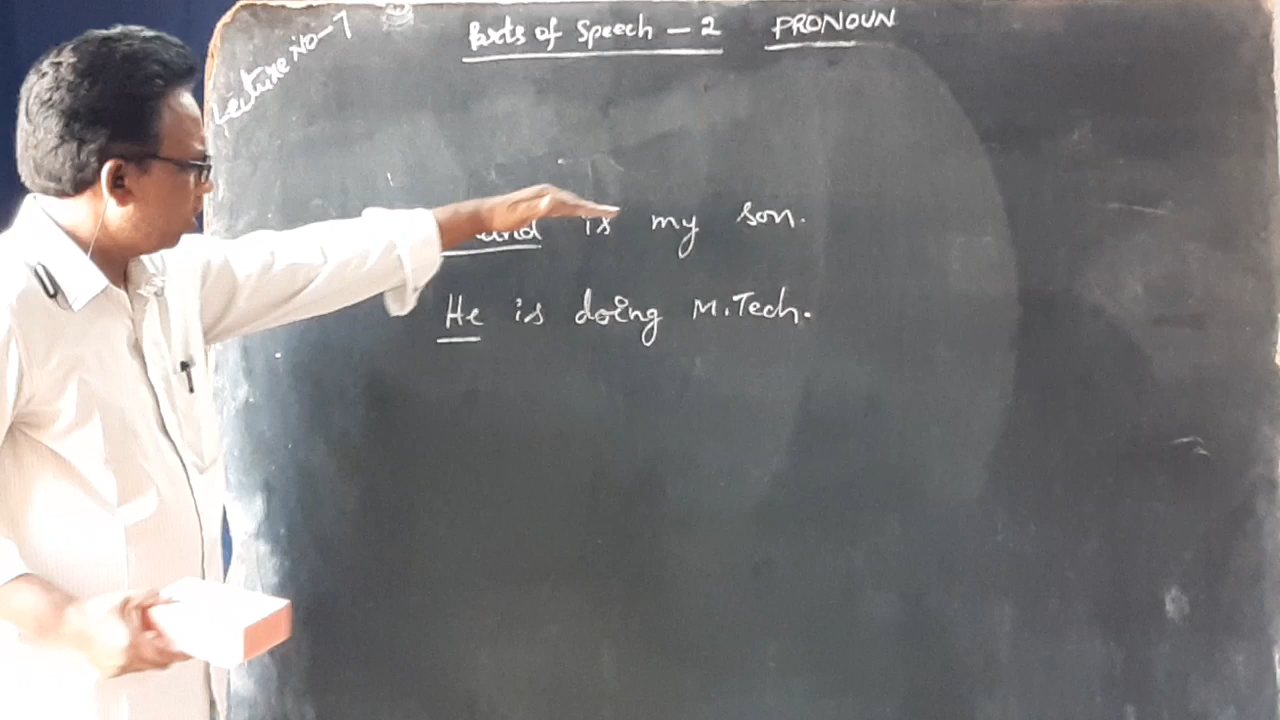 Lecture No-7
Parts of Speech - 2 PRONOUN
is my son.
He is doing M.Tech.